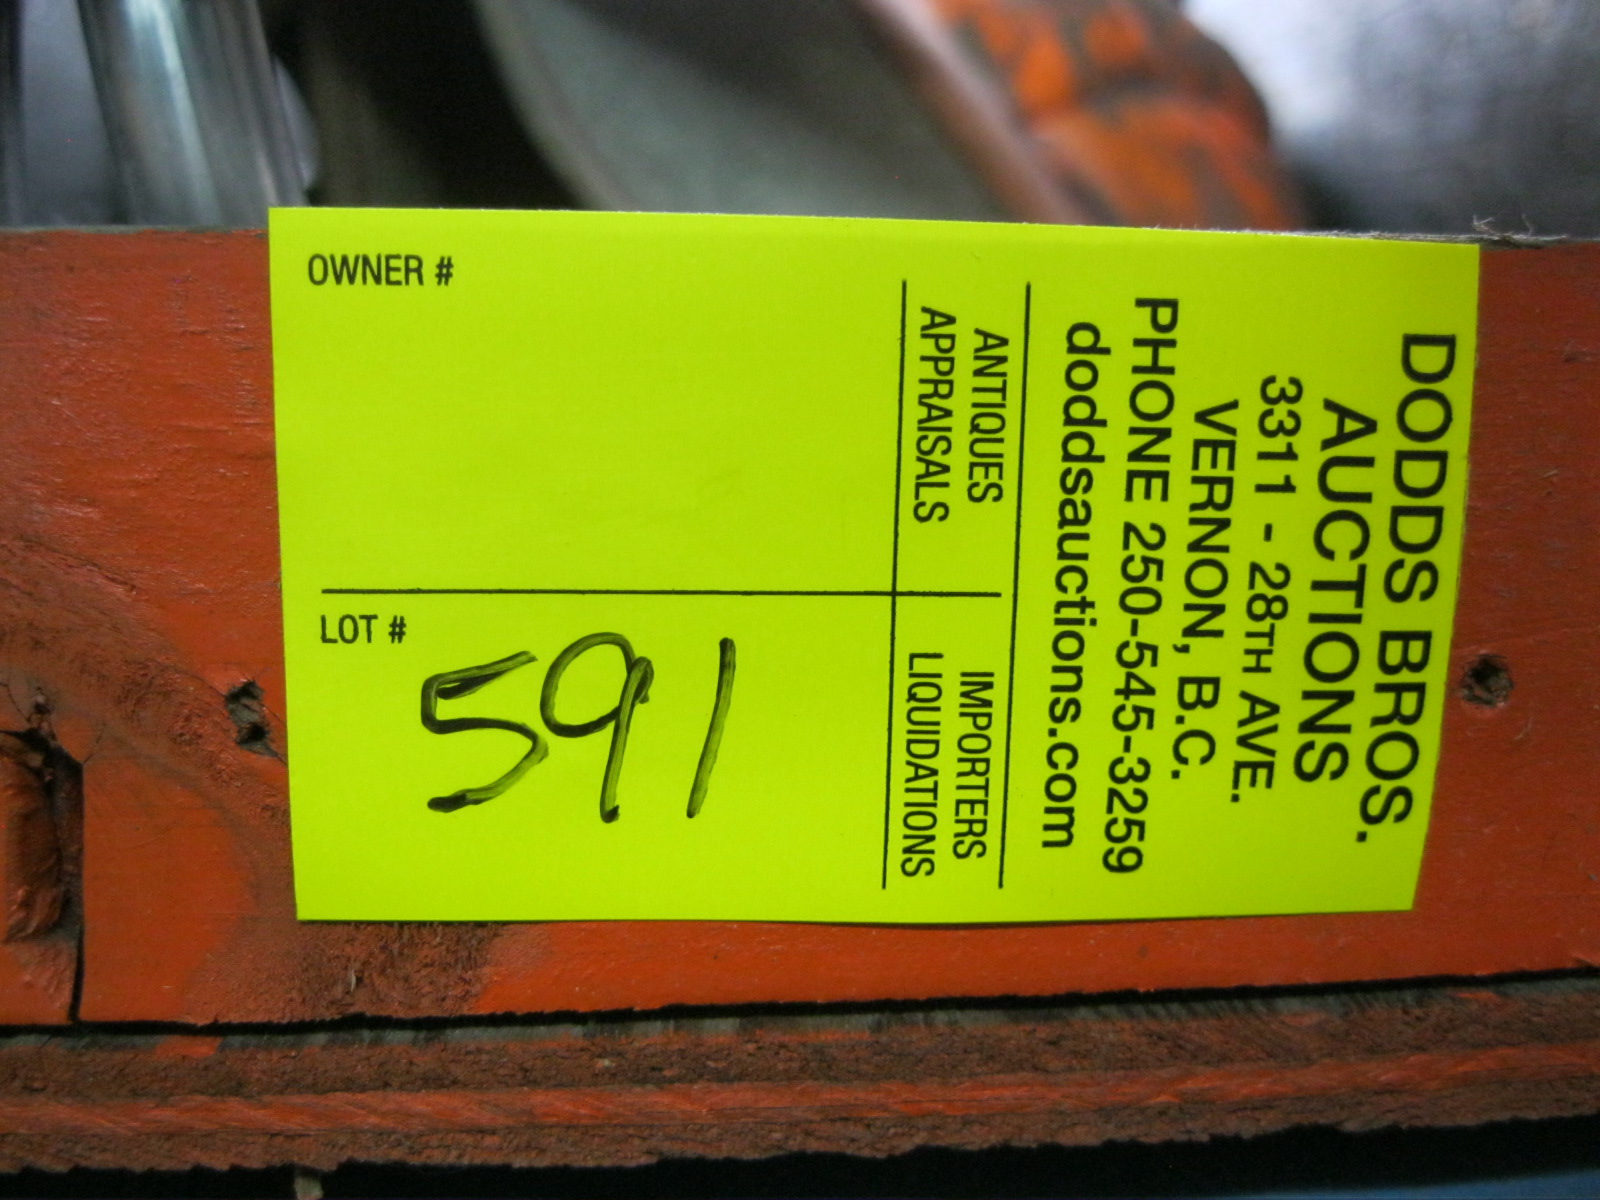 DODDS BROS.
AUCTIONS
3311 - 28TH AVE.
VERNON, B.C.
PHONE 250-545-3259
doddsauctions.com
ANTIQUES
APPRAISALS
IMPORTERS
LIQUIDATIONS
OWNER #
LOT #
591